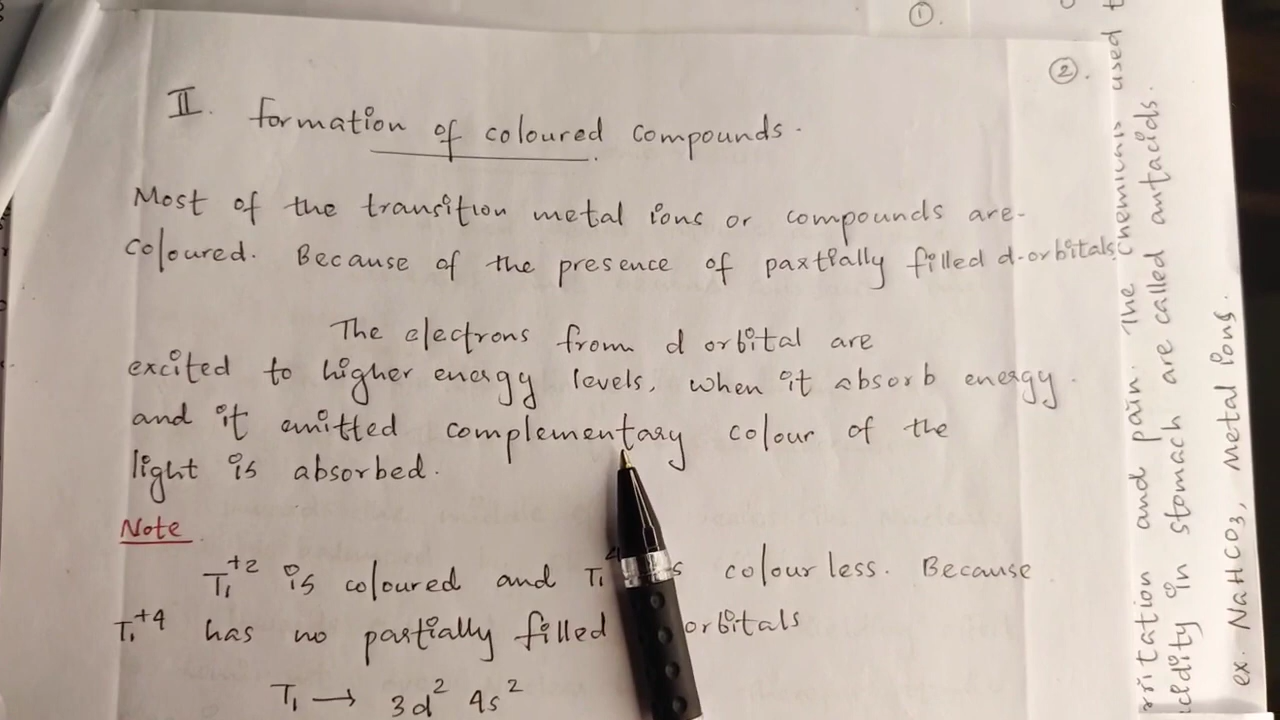 ①.
②.
II. Formation of coloured compounds.
Most of the transition metal ions or compounds are-
coloured. Because of the presence of partially filled d-orbitals
The electrons from d orbital are
excited to higher energy levels, when it absorb energy.
and it emitted complementary colour of the
light is absorbed.
Note
Ti+2 is coloured and Ti colourless. Because
Ti+4 has no partially filled orbitals
Ti → 3d2 4s2
and pain. The chemicals used
in stomach are called antacids.
ex. NaHCO3, metal ions.